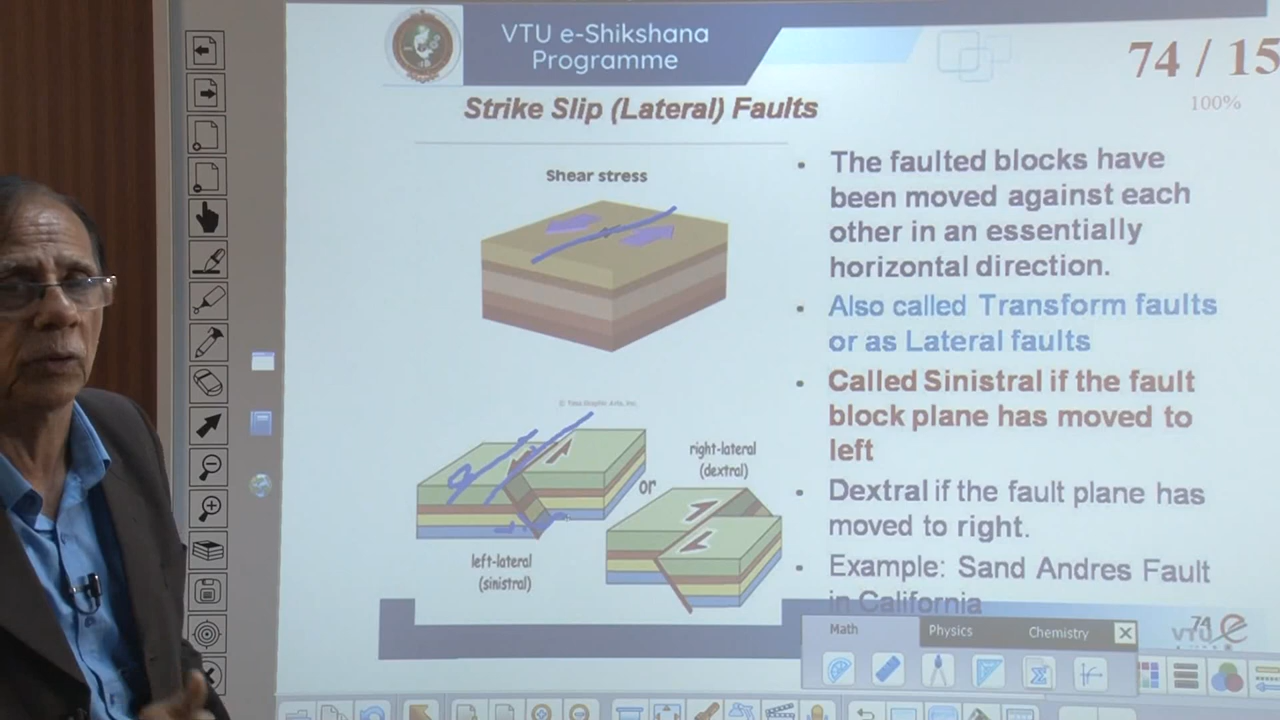 VTU e-Shikshana
Programme
74 / 15
100%
Strike Slip (Lateral) Faults
Shear stress
• The faulted blocks have
been moved against each
other in an essentially
horizontal direction.
• Also called Transform faults
or as Lateral faults
• Called Sinistral if the fault
block plane has moved to
left
• Dextral if the fault plane has
moved to right.
• Example: Sand Andres Fault
in California
right-lateral
(dextral)
or
left-lateral
(sinistral)
74
VTU e
Math Physics Chemistry